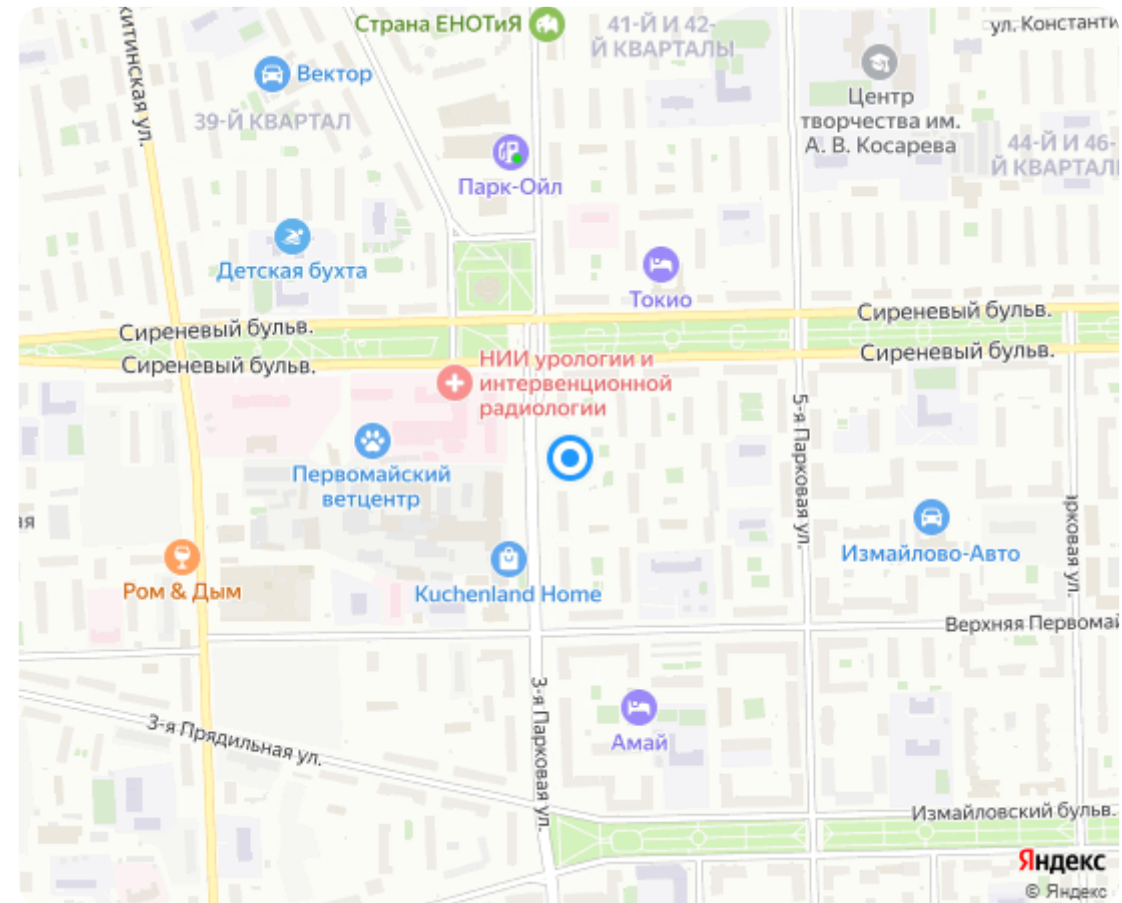 Страна ЕНОТиЯ
41-Й И 42-
Й КВАРТАЛЫ
ул. Константи
китинская ул.
Вектор
39-Й КВАРТАЛ
Центр
творчества им.
А. В. Косарева
44-Й И 46-
Й КВАРТАЛ
Парк-Ойл
Детская бухта
Токио
Сиреневый бульв.
Сиреневый бульв.
Сиреневый бульв.
Сиреневый бульв.
НИИ урологии и
интервенционной
радиологии
5-я Парковая ул.
Первомайский
ветцентр
ая
Измайлово-Авто
арковая ул.
Ром & Дым
Kuchenland Home
Верхняя Первомай
3-я Парковая ул.
3-я Прядильная ул.
Амай
Измайловский бульв.
Яндекс
© Яндекс